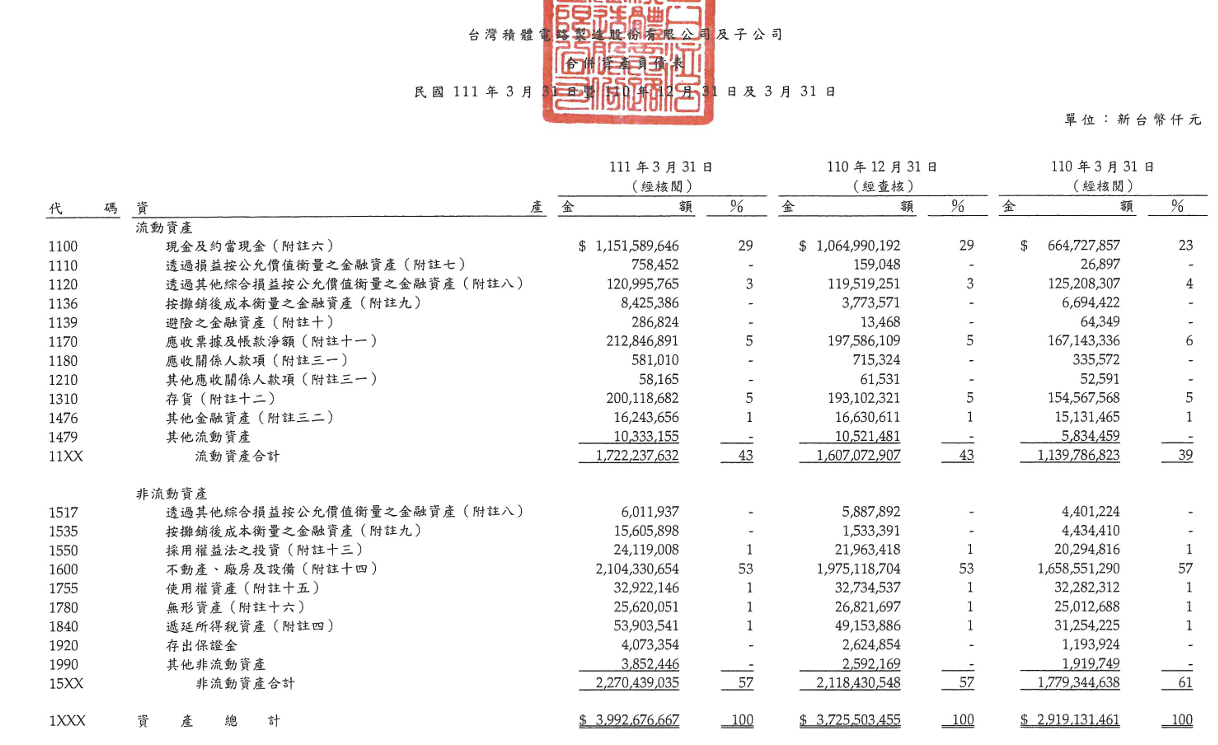 台灣積體電路製造股份有限公司及子公司
合併資產負債表
民國 111 年 3 月 31 日暨 110 年 12 月 31 日及 3 月 31 日
單位：新台幣仟元
111 年 3 月 31 日 110 年 12 月 31 日 110 年 3 月 31 日
（經核閱） （經查核） （經核閱）
代 碼 資 產 金 額 % 金 額 % 金 額 %
流動資產
1100 現金及約當現金（附註六） $ 1,151,589,646 29 $ 1,064,990,192 29 $ 664,727,857 23
1110 透過損益按公允價值衡量之金融資產（附註七） 758,452 - 159,048 - 26,897 -
1120 透過其他綜合損益按公允價值衡量之金融資產（附註八） 120,995,765 3 119,519,251 3 125,208,307 4
1136 按攤銷後成本衡量之金融資產（附註九） 8,425,386 - 3,773,571 - 6,694,422 -
1139 避險之金融資產（附註十） 286,824 - 13,468 - 64,349 -
1170 應收票據及帳款淨額（附註十一） 212,846,891 5 197,586,109 5 167,143,336 6
1180 應收關係人款項（附註三一） 581,010 - 715,324 - 335,572 -
1210 其他應收關係人款項（附註三一） 58,165 - 61,531 - 52,591 -
1310 存貨（附註十二） 200,118,682 5 193,102,321 5 154,567,568 5
1476 其他金融資產（附註三二） 16,243,656 1 16,630,611 1 15,131,465 1
1479 其他流動資產 10,333,155 - 10,521,481 - 5,834,459 -
11XX 流動資產合計 1,722,237,632 43 1,607,072,907 43 1,139,786,823 39
非流動資產
1517 透過其他綜合損益按公允價值衡量之金融資產（附註八） 6,011,937 - 5,887,892 - 4,401,224 -
1535 按攤銷後成本衡量之金融資產（附註九） 15,605,898 - 1,533,391 - 4,434,410 -
1550 採用權益法之投資（附註十三） 24,119,008 1 21,963,418 1 20,294,816 1
1600 不動產、廠房及設備（附註十四） 2,104,330,654 53 1,975,118,704 53 1,658,551,290 57
1755 使用權資產（附註十五） 32,922,146 1 32,734,537 1 32,282,312 1
1780 無形資產（附註十六） 25,620,051 1 26,821,697 1 25,012,688 1
1840 遞延所得稅資產（附註四） 53,903,541 1 49,153,886 1 31,254,225 1
1920 存出保證金 4,073,354 - 2,624,854 - 1,193,924 -
1990 其他非流動資產 3,852,446 - 2,592,169 - 1,919,749 -
15XX 非流動資產合計 2,270,439,035 57 2,118,430,548 57 1,779,344,638 61
1XXX 資 產 總 計 $ 3,992,676,667 100 $ 3,725,503,455 100 $ 2,919,131,461 100